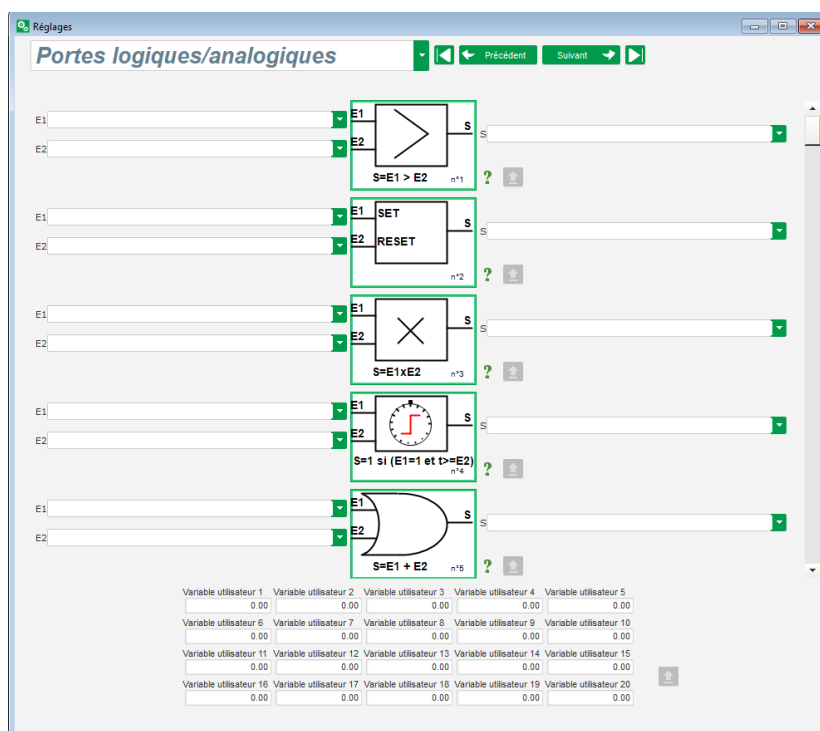 Réglages
Portes logiques/analogiques
Précédent
Suivant
E1
E1
S
S
E2
E2
S=E1 > E2
n°1
?
E1
E1
SET
S
S
E2
E2
RESET
n°2
?
E1
E1
S
S
E2
E2
S=E1xE2
n°3
?
E1
E1
S
S
E2
E2
S=1 si (E1=1 et t>=E2)
n°4
?
E1
E1
S
S
E2
E2
S=E1 + E2
n°5
?
Variable utilisateur 1 Variable utilisateur 2 Variable utilisateur 3 Variable utilisateur 4 Variable utilisateur 5
0.00 0.00 0.00 0.00 0.00
Variable utilisateur 6 Variable utilisateur 7 Variable utilisateur 8 Variable utilisateur 9 Variable utilisateur 10
0.00 0.00 0.00 0.00 0.00
Variable utilisateur 11 Variable utilisateur 12 Variable utilisateur 13 Variable utilisateur 14 Variable utilisateur 15
0.00 0.00 0.00 0.00 0.00
Variable utilisateur 16 Variable utilisateur 17 Variable utilisateur 18 Variable utilisateur 19 Variable utilisateur 20
0.00 0.00 0.00 0.00 0.00